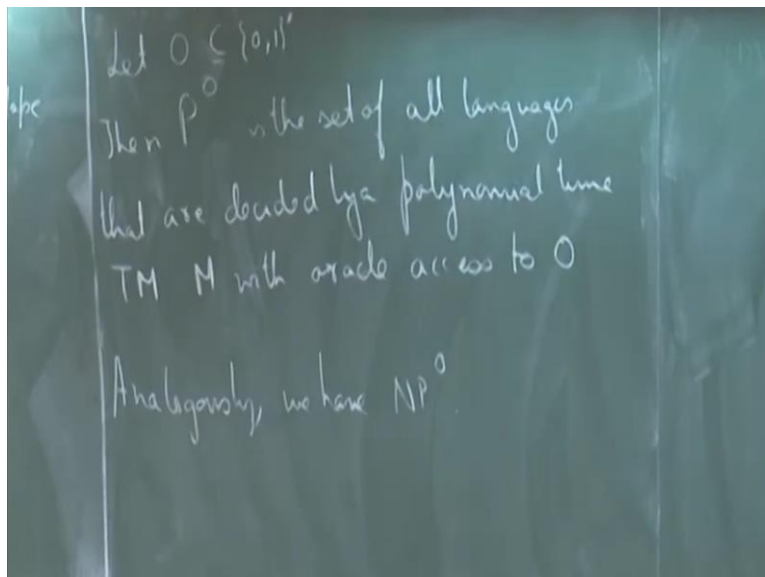 Let O ⊆ {0,1}*
Then P^O is the set of all languages
that are decided by a polynomial time
TM M with oracle access to O
Analogously, we have NP^O.